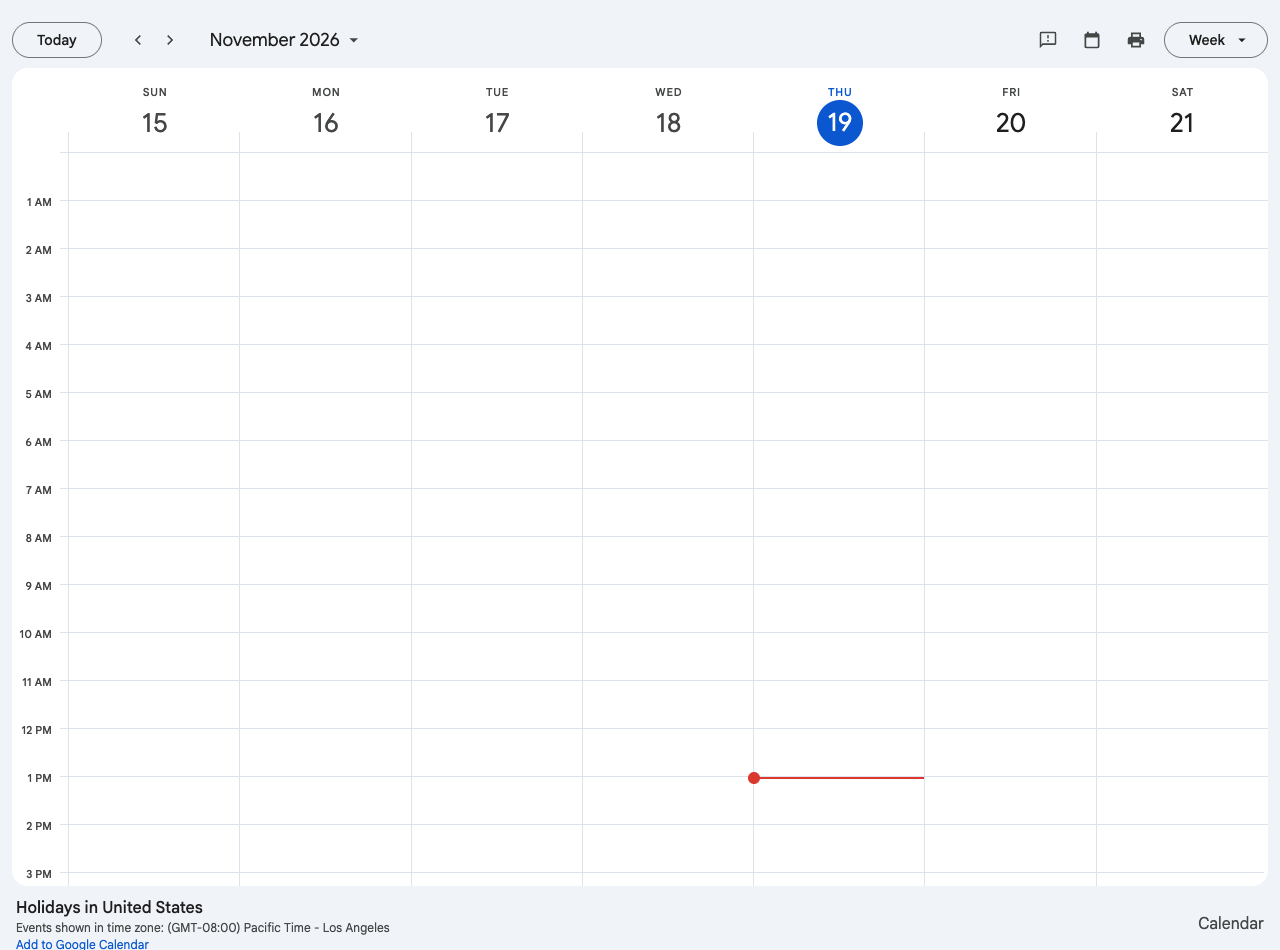 Today
November 2026
Week
SUN MON TUE WED THU FRI SAT
15 16 17 18 19 20 21
1 AM
2 AM
3 AM
4 AM
5 AM
6 AM
7 AM
8 AM
9 AM
10 AM
11 AM
12 PM
1 PM
2 PM
3 PM
Holidays in United States
Events shown in time zone: (GMT-08:00) Pacific Time - Los Angeles
Add to Google Calendar
Calendar